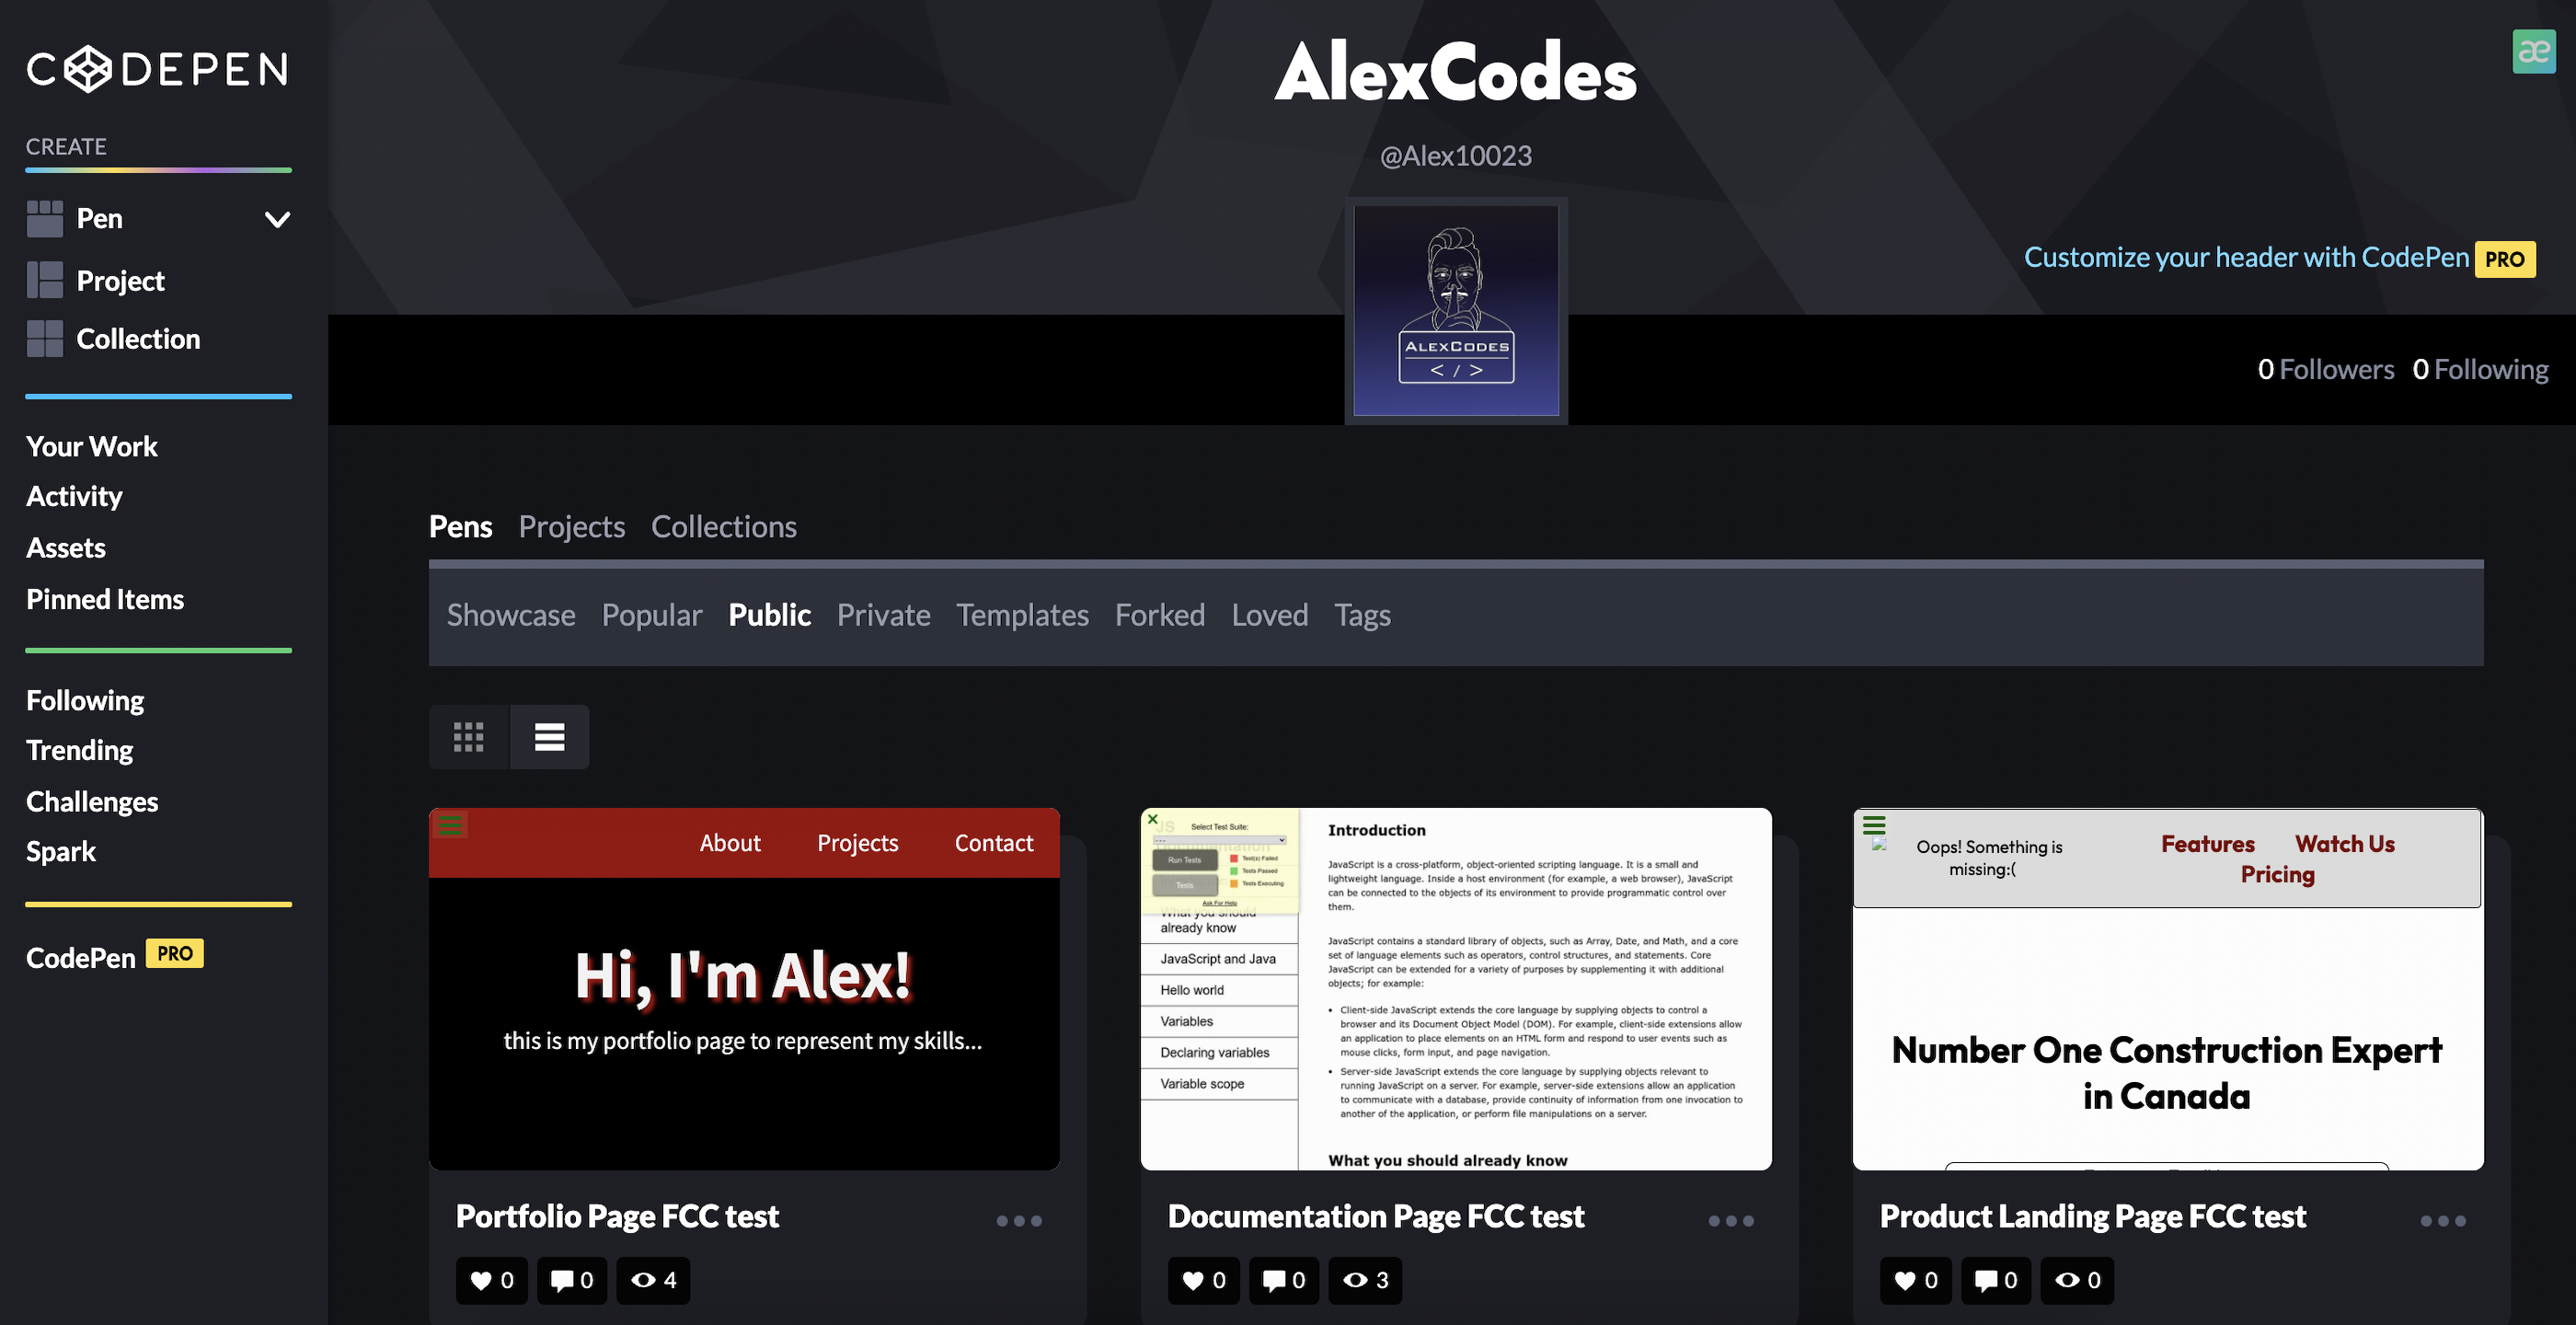 CODEPEN
CREATE
Pen
Project
Collection
Your Work
Activity
Assets
Pinned Items
Following
Trending
Challenges
Spark
CodePen PRO
AlexCodes
@Alex10023
ALEXCODES
< / >
æ
Customize your header with CodePen PRO
0 Followers 0 Following
Pens Projects Collections
Showcase Popular Public Private Templates Forked Loved Tags
About Projects Contact
Hi, I'm Alex!
this is my portfolio page to represent my skills...
Portfolio Page FCC test
0 0 4
JS
Select Test Suite:
---
Run Tests
Tests
Test(s) Failed
Tests Passed
Tests Executing
Ask For Help
What you should
already know
JavaScript and Java
Hello world
Variables
Declaring variables
Variable scope
Introduction
JavaScript is a cross-platform, object-oriented scripting language. It is a small and
lightweight language. Inside a host environment (for example, a web browser), JavaScript
can be connected to the objects of its environment to provide programmatic control over
them.
JavaScript contains a standard library of objects, such as Array, Date, and Math, and a core
set of language elements such as operators, control structures, and statements. Core
JavaScript can be extended for a variety of purposes by supplementing it with additional
objects; for example:
• Client-side JavaScript extends the core language by supplying objects to control a
browser and its Document Object Model (DOM). For example, client-side extensions allow
an application to place elements on an HTML form and respond to user events such as
mouse clicks, form input, and page navigation.
• Server-side JavaScript extends the core language by supplying objects relevant to
running JavaScript on a server. For example, server-side extensions allow an application
to communicate with a database, provide continuity of information from one invocation to
another of the application, or perform file manipulations on a server.
What you should already know
Documentation Page FCC test
0 0 3
Oops! Something is
missing:(
Features Watch Us
Pricing
Number One Construction Expert
in Canada
Product Landing Page FCC test
0 0 0